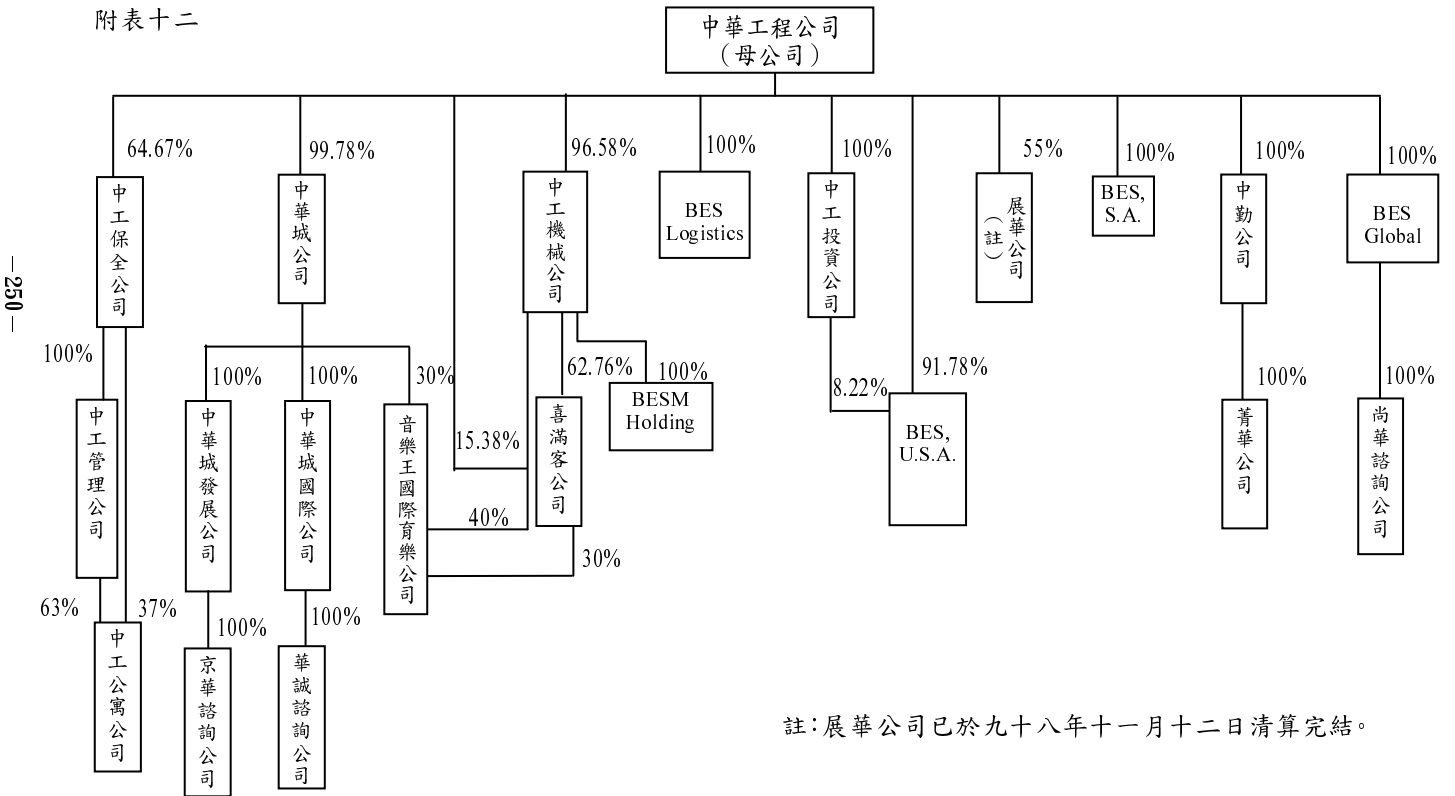 附表十二
中華工程公司
（母公司）
64.67%
99.78%
96.58%
100%
100%
55%
100%
100%
100%
中工保全公司
中華城公司
中工機械公司
BES
Logistics
中工投資公司
展華公司
（註）
BES,
S.A.
中勤公司
BES
Global
100%
100%
100%
30%
15.38%
62.76%
100%
8.22%
91.78%
100%
100%
中工管理公司
中華城發展公司
中華城國際公司
音樂王國際育樂公司
喜滿客公司
BESM
Holding
BES,
U.S.A.
菁華公司
尚華諮詢公司
40%
30%
63%
37%
100%
100%
中工公寓公司
京華諮詢公司
華誠諮詢公司
註：展華公司已於九十八年十一月十二日清算完結。
—250—